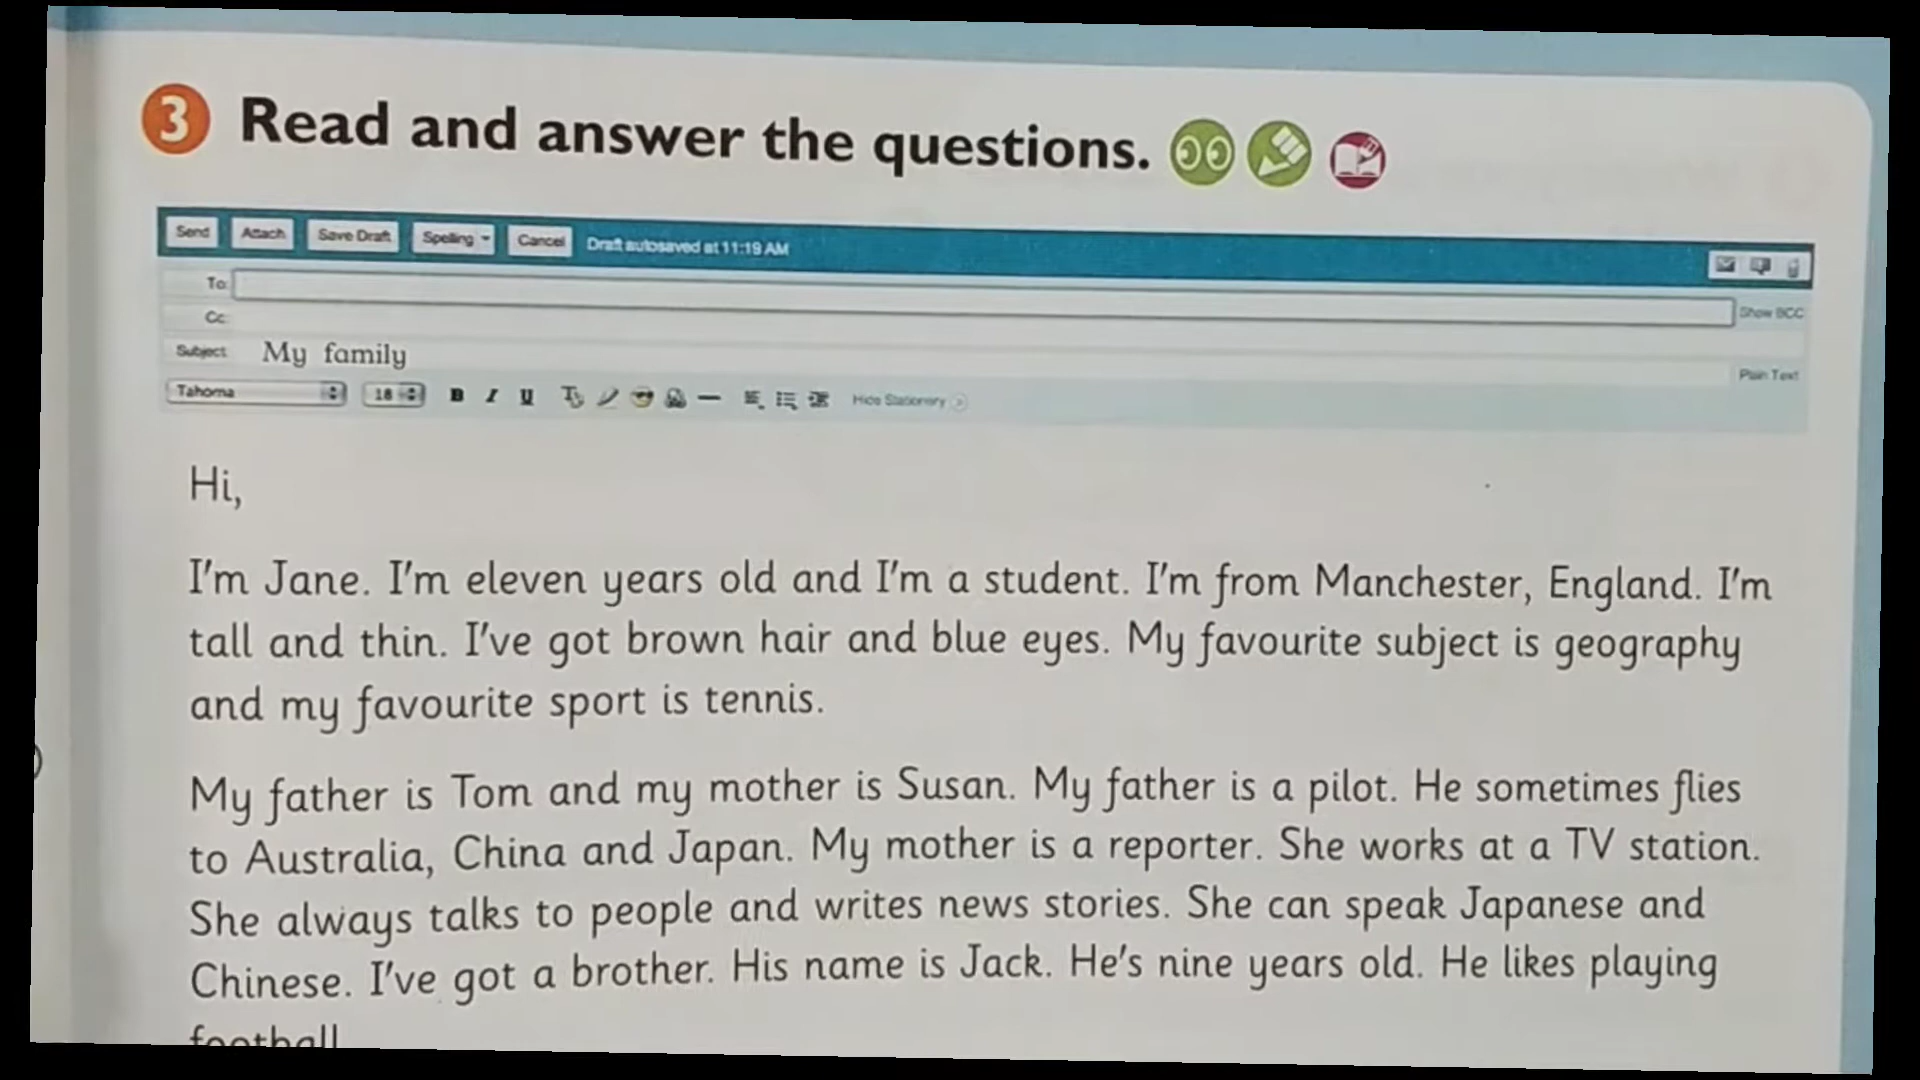 3 Read and answer the questions.
Send Attach Save Draft Spelling Cancel Draft autosaved at 11:19 AM
To:
Show BCC
Cc:
Subject: My family
Plain Text
Tahoma 18 B I U Hide Stationery
Hi,
I'm Jane. I'm eleven years old and I'm a student. I'm from Manchester, England. I'm
tall and thin. I've got brown hair and blue eyes. My favourite subject is geography
and my favourite sport is tennis.
My father is Tom and my mother is Susan. My father is a pilot. He sometimes flies
to Australia, China and Japan. My mother is a reporter. She works at a TV station.
She always talks to people and writes news stories. She can speak Japanese and
Chinese. I've got a brother. His name is Jack. He's nine years old. He likes playing
football